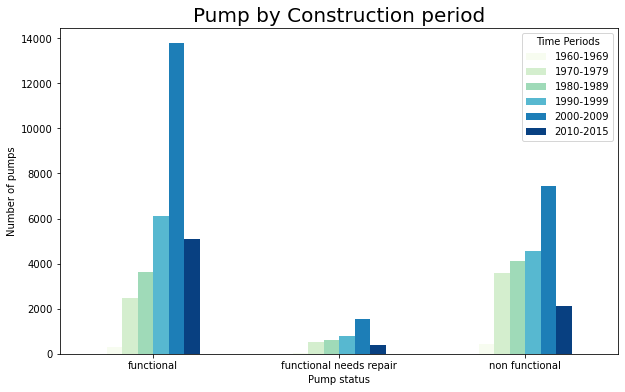 Pump by Construction period
Number of pumps
14000
12000
10000
8000
6000
4000
2000
0
Time Periods
1960-1969
1970-1979
1980-1989
1990-1999
2000-2009
2010-2015
functional
functional needs repair
non functional
Pump status